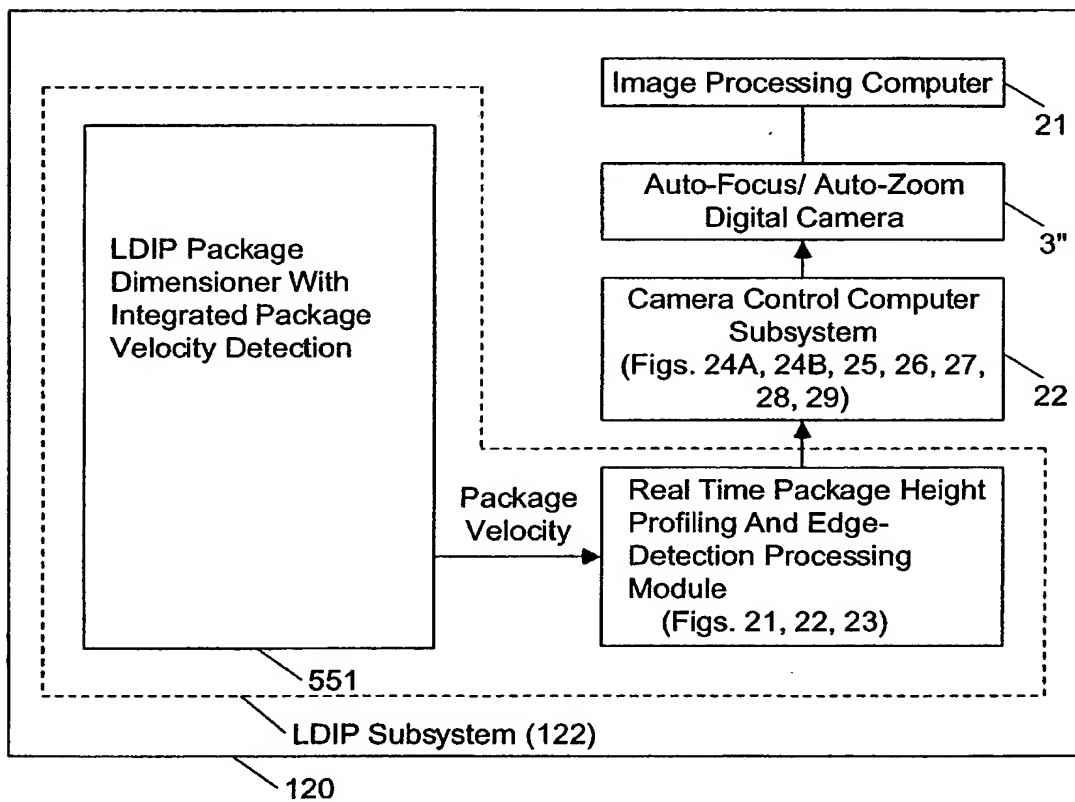 Image Processing Computer
21
Auto-Focus/ Auto-Zoom
Digital Camera
3"
Camera Control Computer
Subsystem
(Figs. 24A, 24B, 25, 26, 27,
28, 29)
22
LDIP Package
Dimensioner With
Integrated Package
Velocity Detection
Package
Velocity
Real Time Package Height
Profiling And Edge-
Detection Processing
Module
(Figs. 21, 22, 23)
551
LDIP Subsystem (122)
120